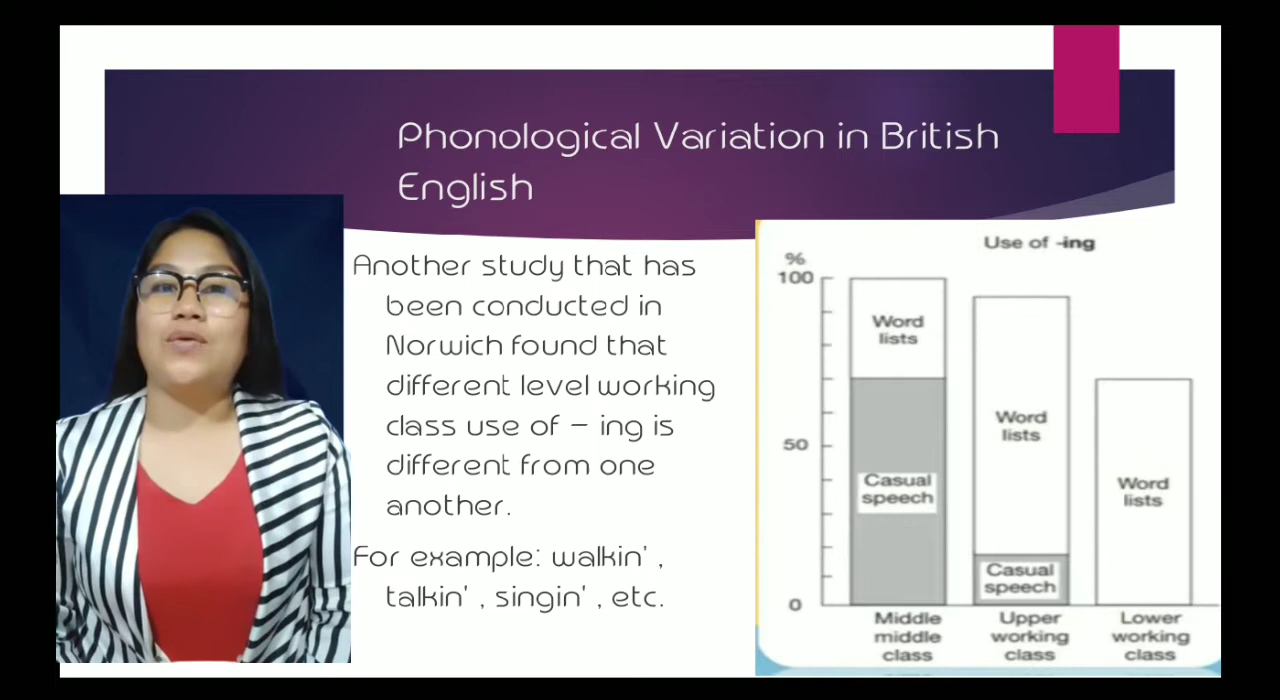 Phonological Variation in British
English
Another study that has
been conducted in
Norwich found that
different level working
class use of – ing is
different from one
another.
For example: walkin' ,
talkin' , singin' , etc.
Use of -ing
%
100
50
0
Word
lists
Casual
speech
Word
lists
Casual
speech
Word
lists
Middle
middle
class
Upper
working
class
Lower
working
class